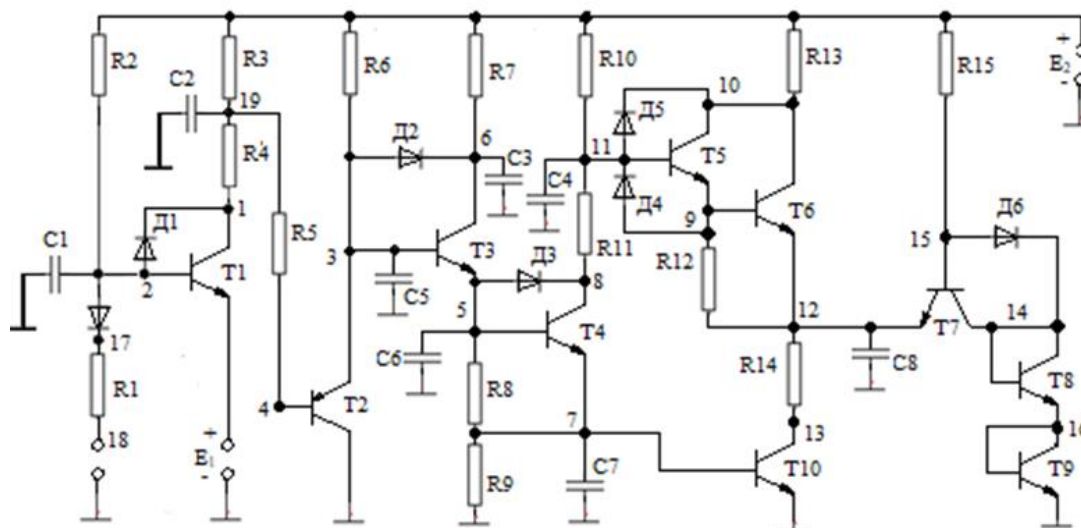 R2
R3
R6
R7
R10
R13
R15
+
E2
-
C2
19
R4
Д2
6
C3
Д5
10
11
T5
C4
Д4
9
T6
Д1
1
R5
3
T3
Д3
R11
8
R12
15
Д6
C1
2
T1
C5
5
T4
12
T7
14
17
C6
R8
R14
C8
T8
R1
4
T2
7
13
16
18
+
E1
-
R9
C7
T10
T9